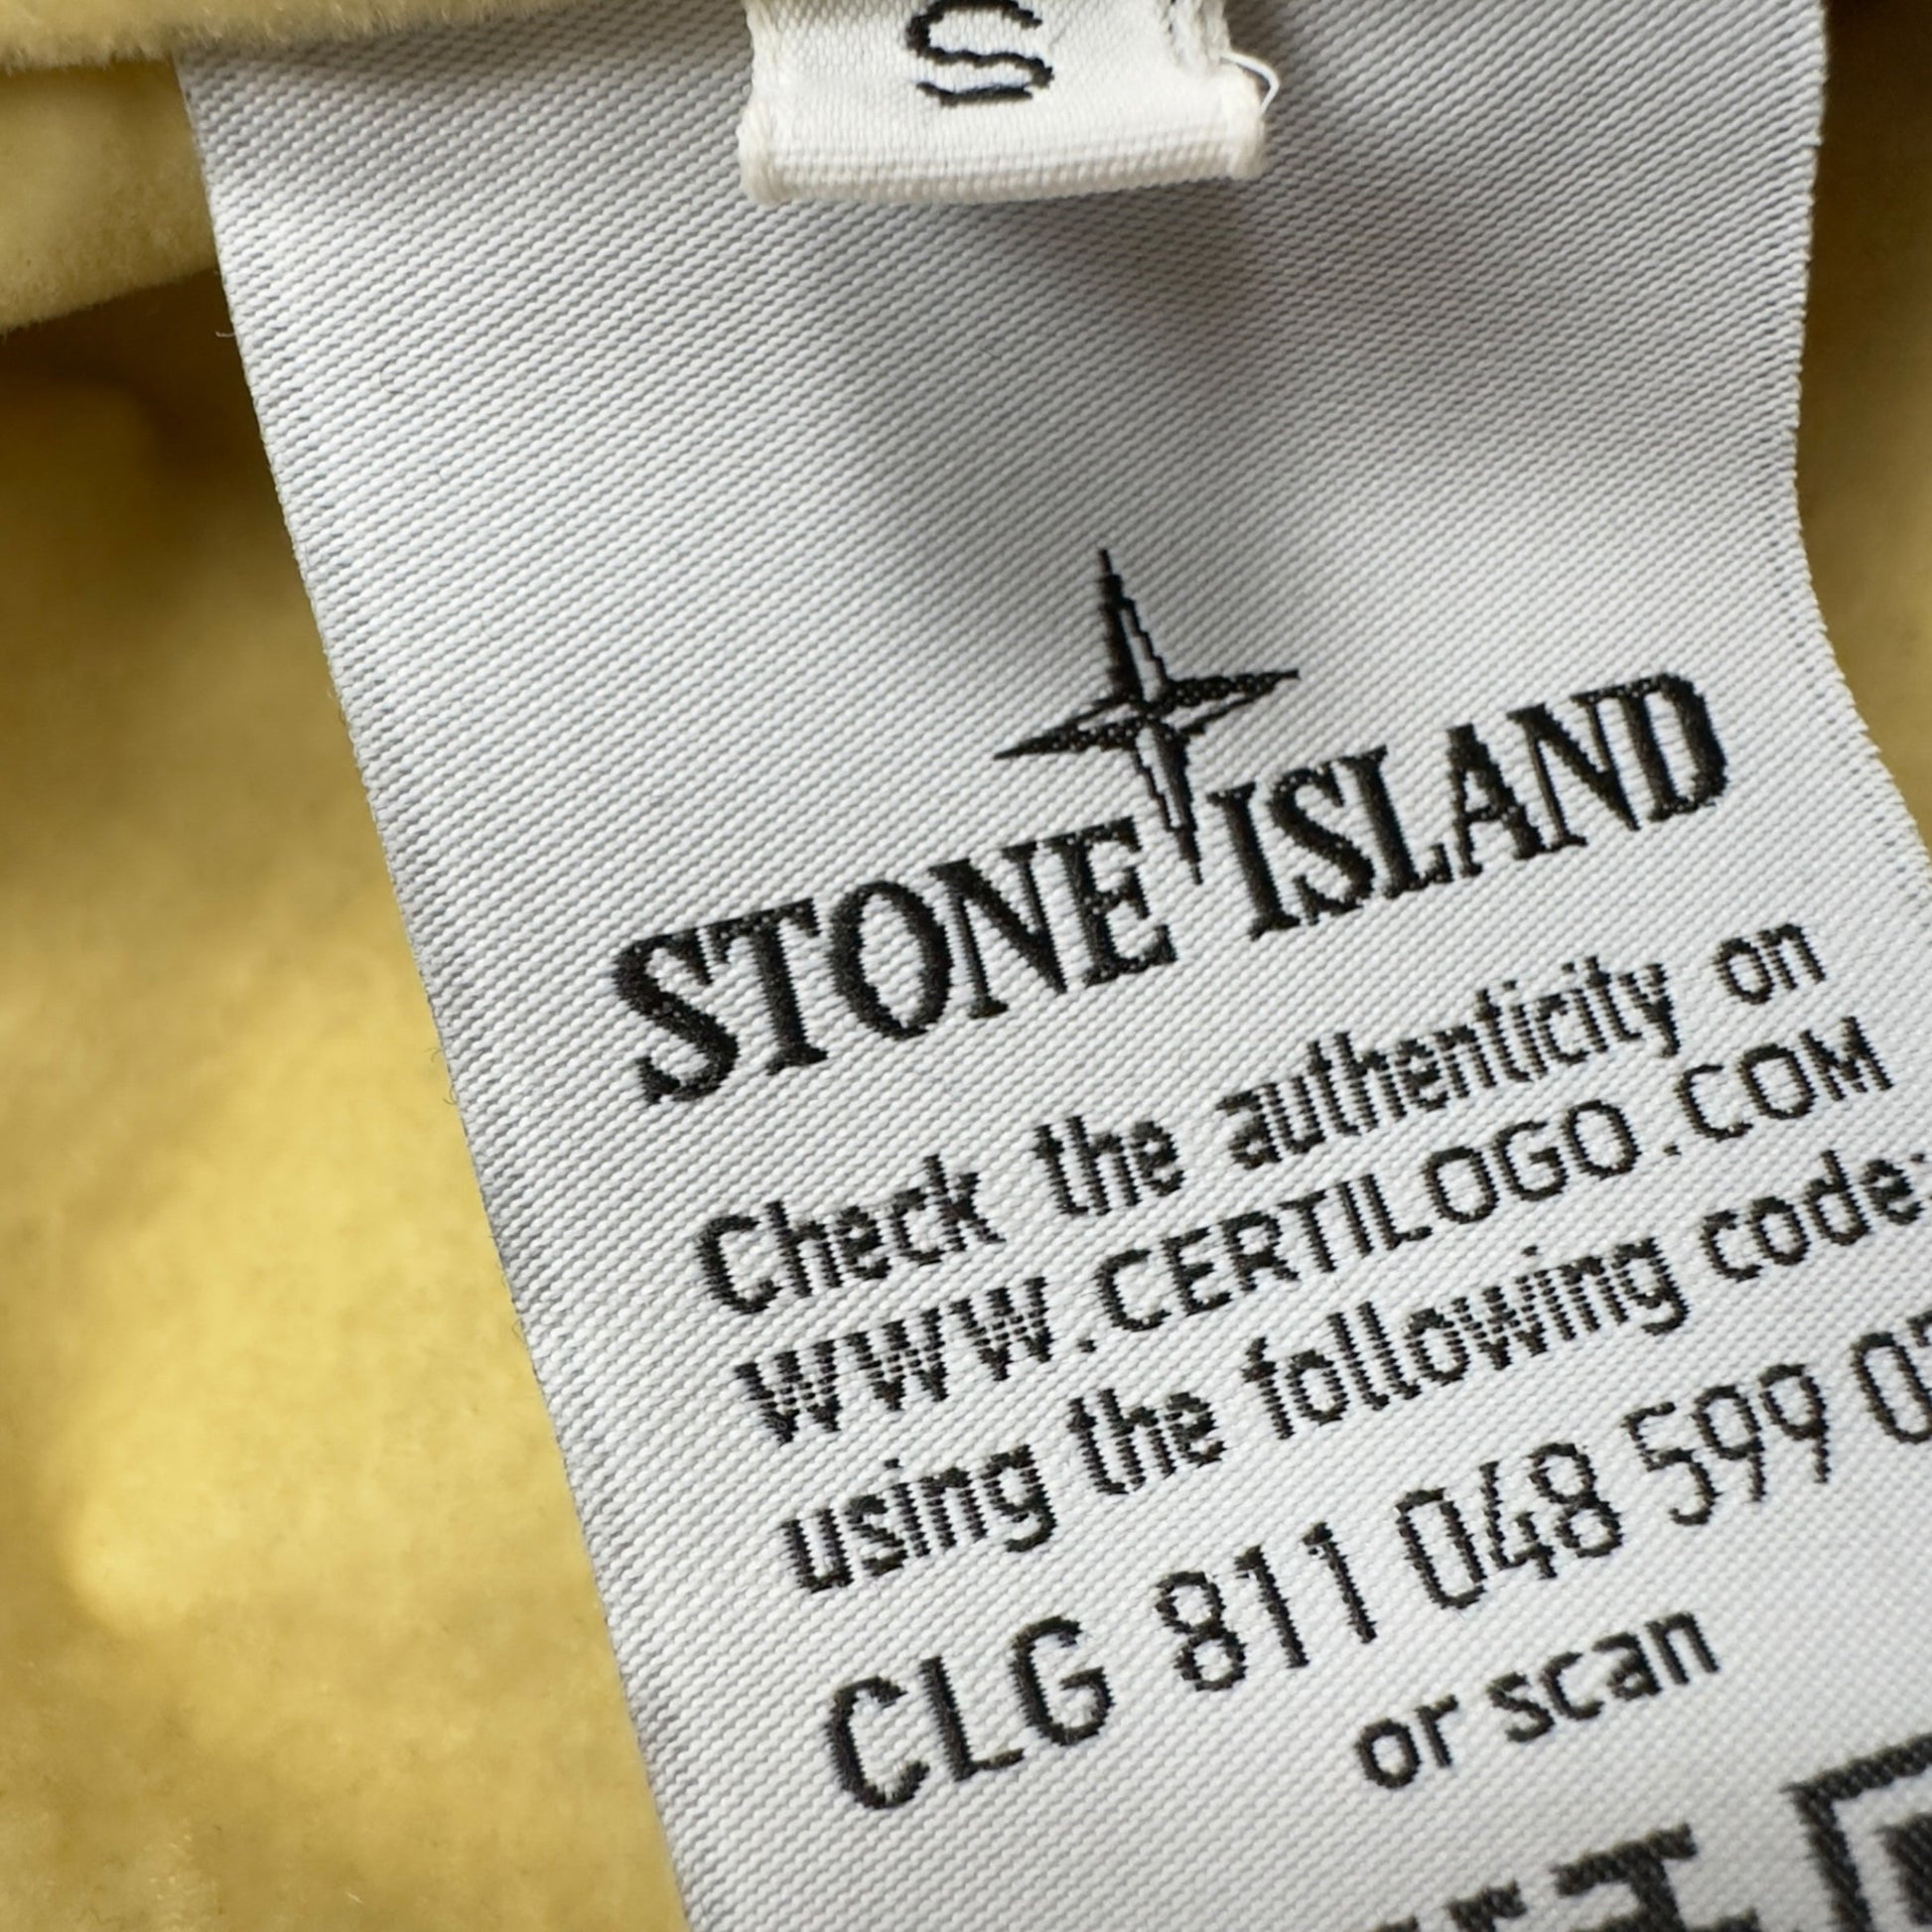 S
STONE ISLAND
Check the authenticity on
WWW.CERTILOGO.COM
using the following code:
CLG 811 048 599 0
or scan